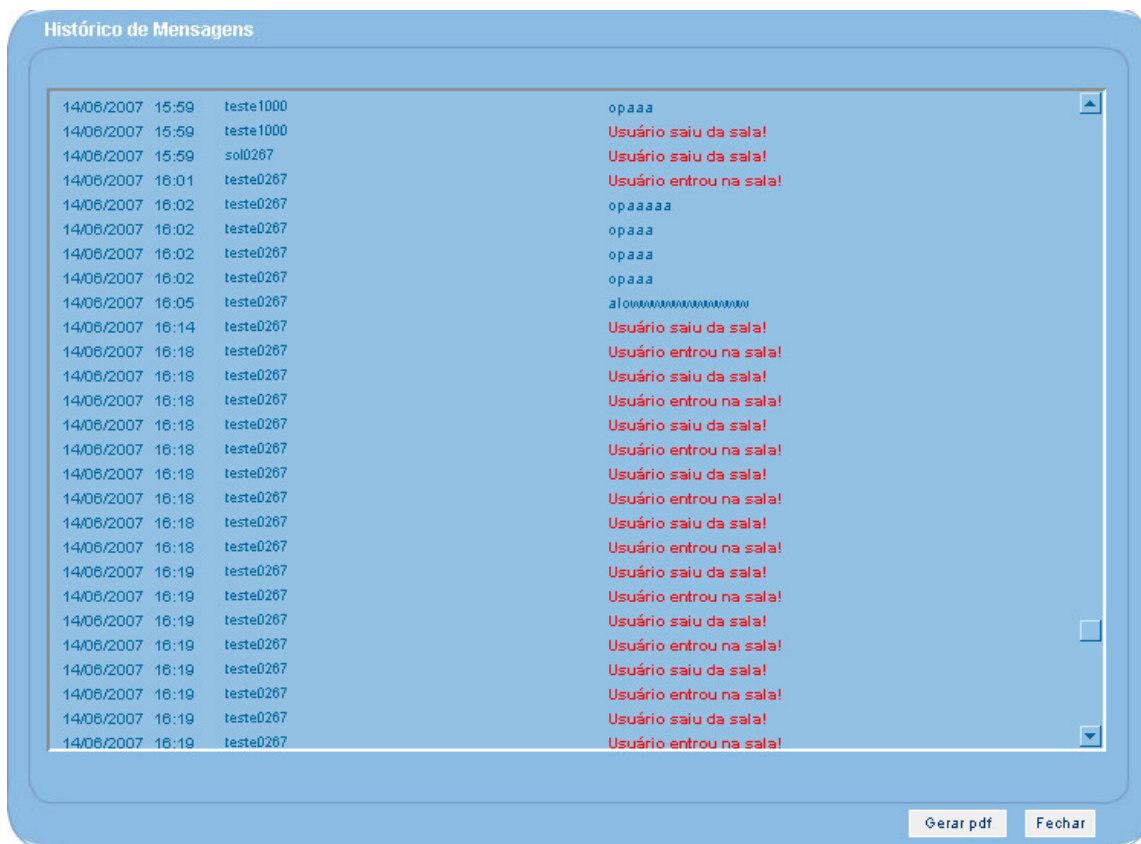 Histórico de Mensagens
14/06/2007 15:59 teste1000 opaaa
14/06/2007 15:59 teste1000 Usuário saiu da sala!
14/06/2007 15:59 sol0267 Usuário saiu da sala!
14/06/2007 16:01 teste0267 Usuário entrou na sala!
14/06/2007 16:02 teste0267 opaaaaa
14/06/2007 16:02 teste0267 opaaa
14/06/2007 16:02 teste0267 opaaa
14/06/2007 16:02 teste0267 opaaa
14/06/2007 16:05 teste0267
14/06/2007 16:14 teste0267 Usuário saiu da sala!
14/06/2007 16:18 teste0267 Usuário entrou na sala!
14/06/2007 16:18 teste0267 Usuário saiu da sala!
14/06/2007 16:18 teste0267 Usuário entrou na sala!
14/06/2007 16:18 teste0267 Usuário saiu da sala!
14/06/2007 16:18 teste0267 Usuário entrou na sala!
14/06/2007 16:18 teste0267 Usuário saiu da sala!
14/06/2007 16:18 teste0267 Usuário entrou na sala!
14/06/2007 16:18 teste0267 Usuário saiu da sala!
14/06/2007 16:18 teste0267 Usuário entrou na sala!
14/06/2007 16:19 teste0267 Usuário saiu da sala!
14/06/2007 16:19 teste0267 Usuário entrou na sala!
14/06/2007 16:19 teste0267 Usuário saiu da sala!
14/06/2007 16:19 teste0267 Usuário entrou na sala!
14/06/2007 16:19 teste0267 Usuário saiu da sala!
14/06/2007 16:19 teste0267 Usuário entrou na sala!
14/06/2007 16:19 teste0267 Usuário saiu da sala!
14/06/2007 16:19 teste0267 Usuário entrou na sala!
Gerar pdf Fechar